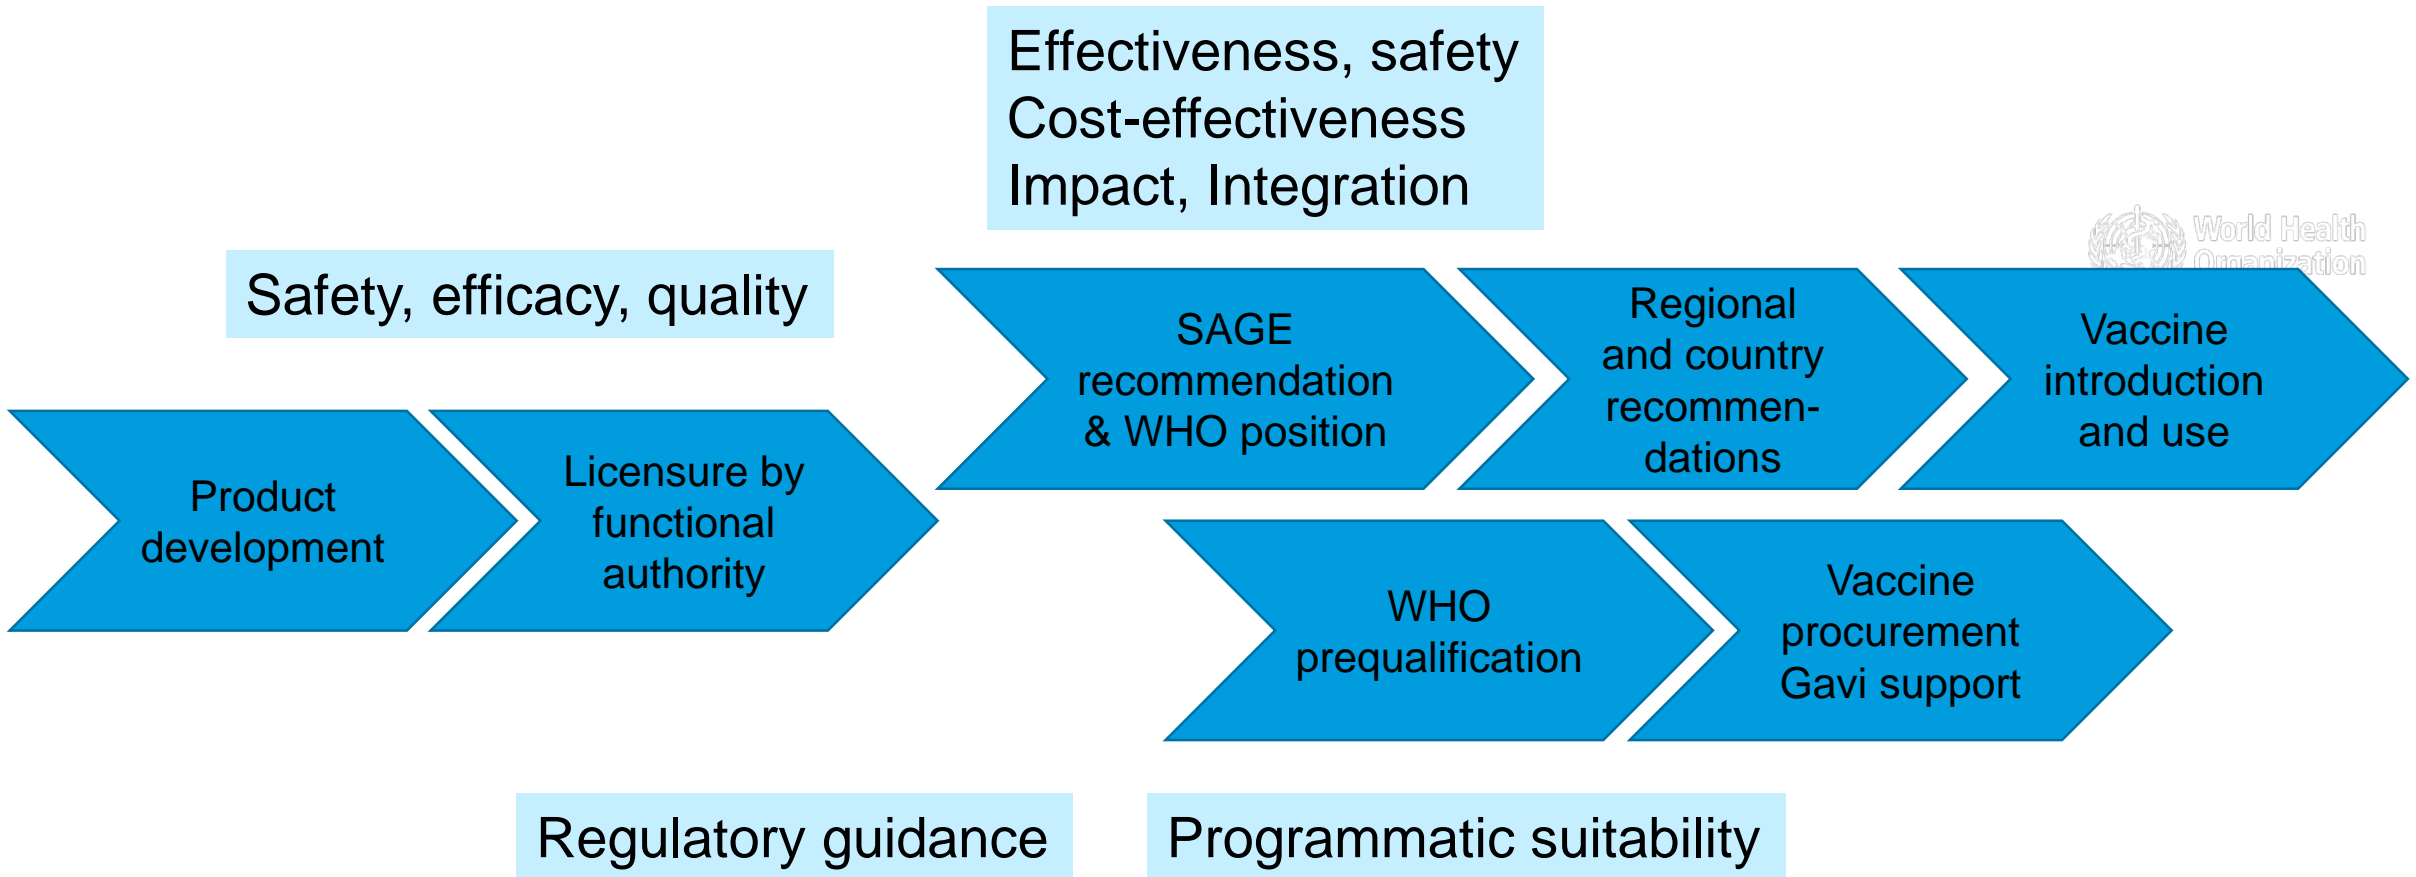 Effectiveness, safety
Cost-effectiveness
Impact, Integration
World Health
Organization
Safety, efficacy, quality
SAGE
recommendation
& WHO position
Regional
and country
recommen-
dations
Vaccine
introduction
and use
Product
development
Licensure by
functional
authority
WHO
prequalification
Vaccine
procurement
Gavi support
Regulatory guidance
Programmatic suitability